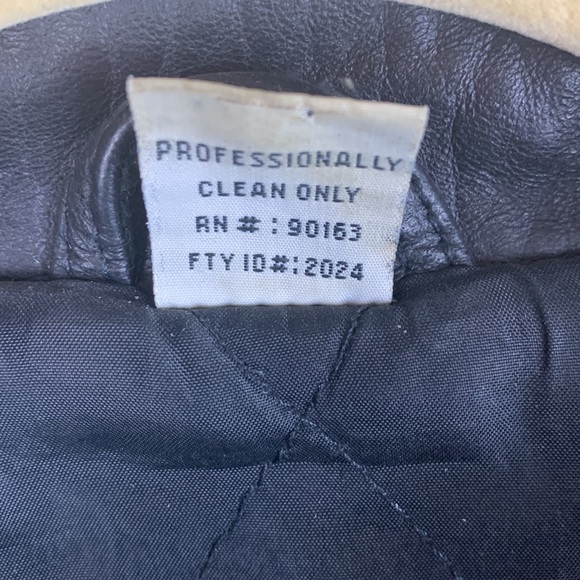 PROFESSIONALLY
CLEAN ONLY
RN # : 90163
FTY ID#: 2024